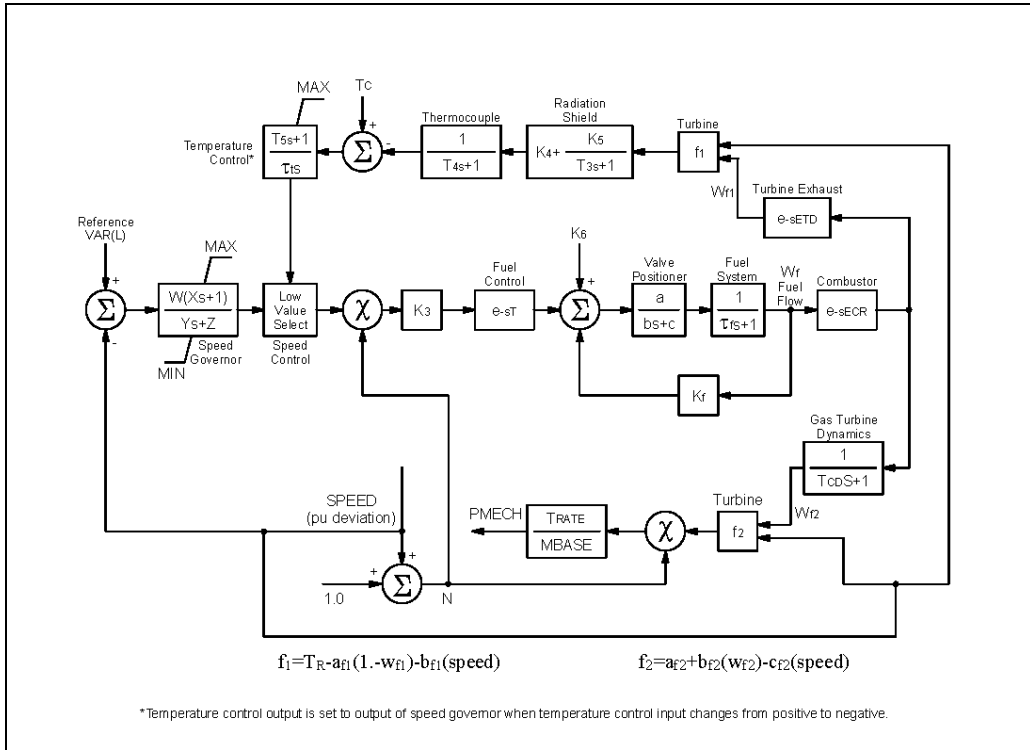 MAX
Tc
Temperature
Control*
T5s+1
τts
+
Σ
-
Thermocouple
1
T4s+1
Radiation
Shield
K4+
K5
T3s+1
Turbine
f1
Wf1
Turbine Exhaust
e-sETD
Reference
VAR(L)
+
Σ
-
MAX
W(Xs+1)
Ys+Z
MIN
Speed
Governor
Low
Value
Select
Speed
Control
χ
K3
Fuel
Control
e-sT
K6
+
Σ
Valve
Positioner
a
bs+c
Fuel
System
1
τfs+1
Wf
Fuel
Flow
Combustor
e-sECR
Kf
Gas Turbine
Dynamics
1
TCDS+1
Wf2
SPEED
(pu deviation)
PMECH
TRATE
MBASE
χ
Turbine
f2
+
+
Σ
1.0
N
f1=TR-af1(1.-wf1)-bf1(speed)
f2=af2+bf2(wf2)-cf2(speed)
*Temperature control output is set to output of speed governor when temperature control input changes from positive to negative.